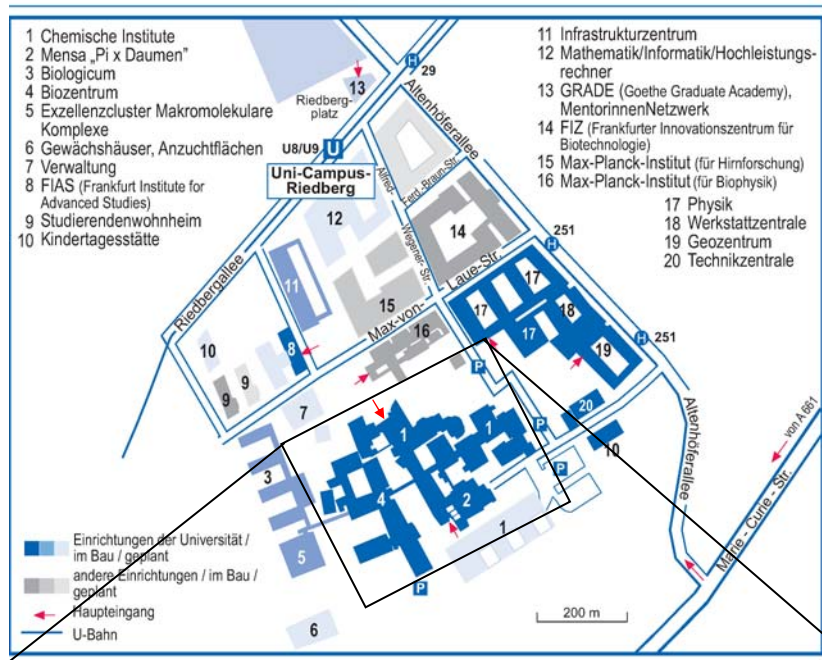 1 Chemische Institute
2 Mensa „Pi x Daumen"
3 Biologicum
4 Biozentrum
5 Exzellenzcluster Makromolekulare
Komplexe
6 Gewächshäuser, Anzuchtflächen
7 Verwaltung
8 FIAS (Frankfurt Institute for
Advanced Studies)
9 Studierendenwohnheim
10 Kindertagesstätte
11 Infrastrukturzentrum
12 Mathematik/Informatik/Hochleistungs-
rechner
13 GRADE (Goethe Graduate Academy),
MentorinnenNetzwerk
14 FIZ (Frankfurter Innovationszentrum für
Biotechnologie)
15 Max-Planck-Institut (für Hirnforschung)
16 Max-Planck-Institut (für Biophysik)
17 Physik
18 Werkstattzentrale
19 Geozentrum
20 Technikzentrale
H
29
13
Riedberg-
platz
Altenhöferallee
U8/U9 U
Uni-Campus-
Riedberg
Alfred-
Wegener-Str.
Ferd.-Braun-Str.
12
14
251
H
Riedbergallee
11
15
Max-von-
Laue-Str.
17
17
18
17
16
19
H
251
10
8
9
9
P
7
20
P
10
Altenhöferallee
von A 661
Marie-Curie-Str.
1
1
P
3
4
2
1
5
P
6
Einrichtungen der Universität /
im Bau / geplant
andere Einrichtungen / im Bau /
geplant
Haupteingang
U-Bahn
200 m